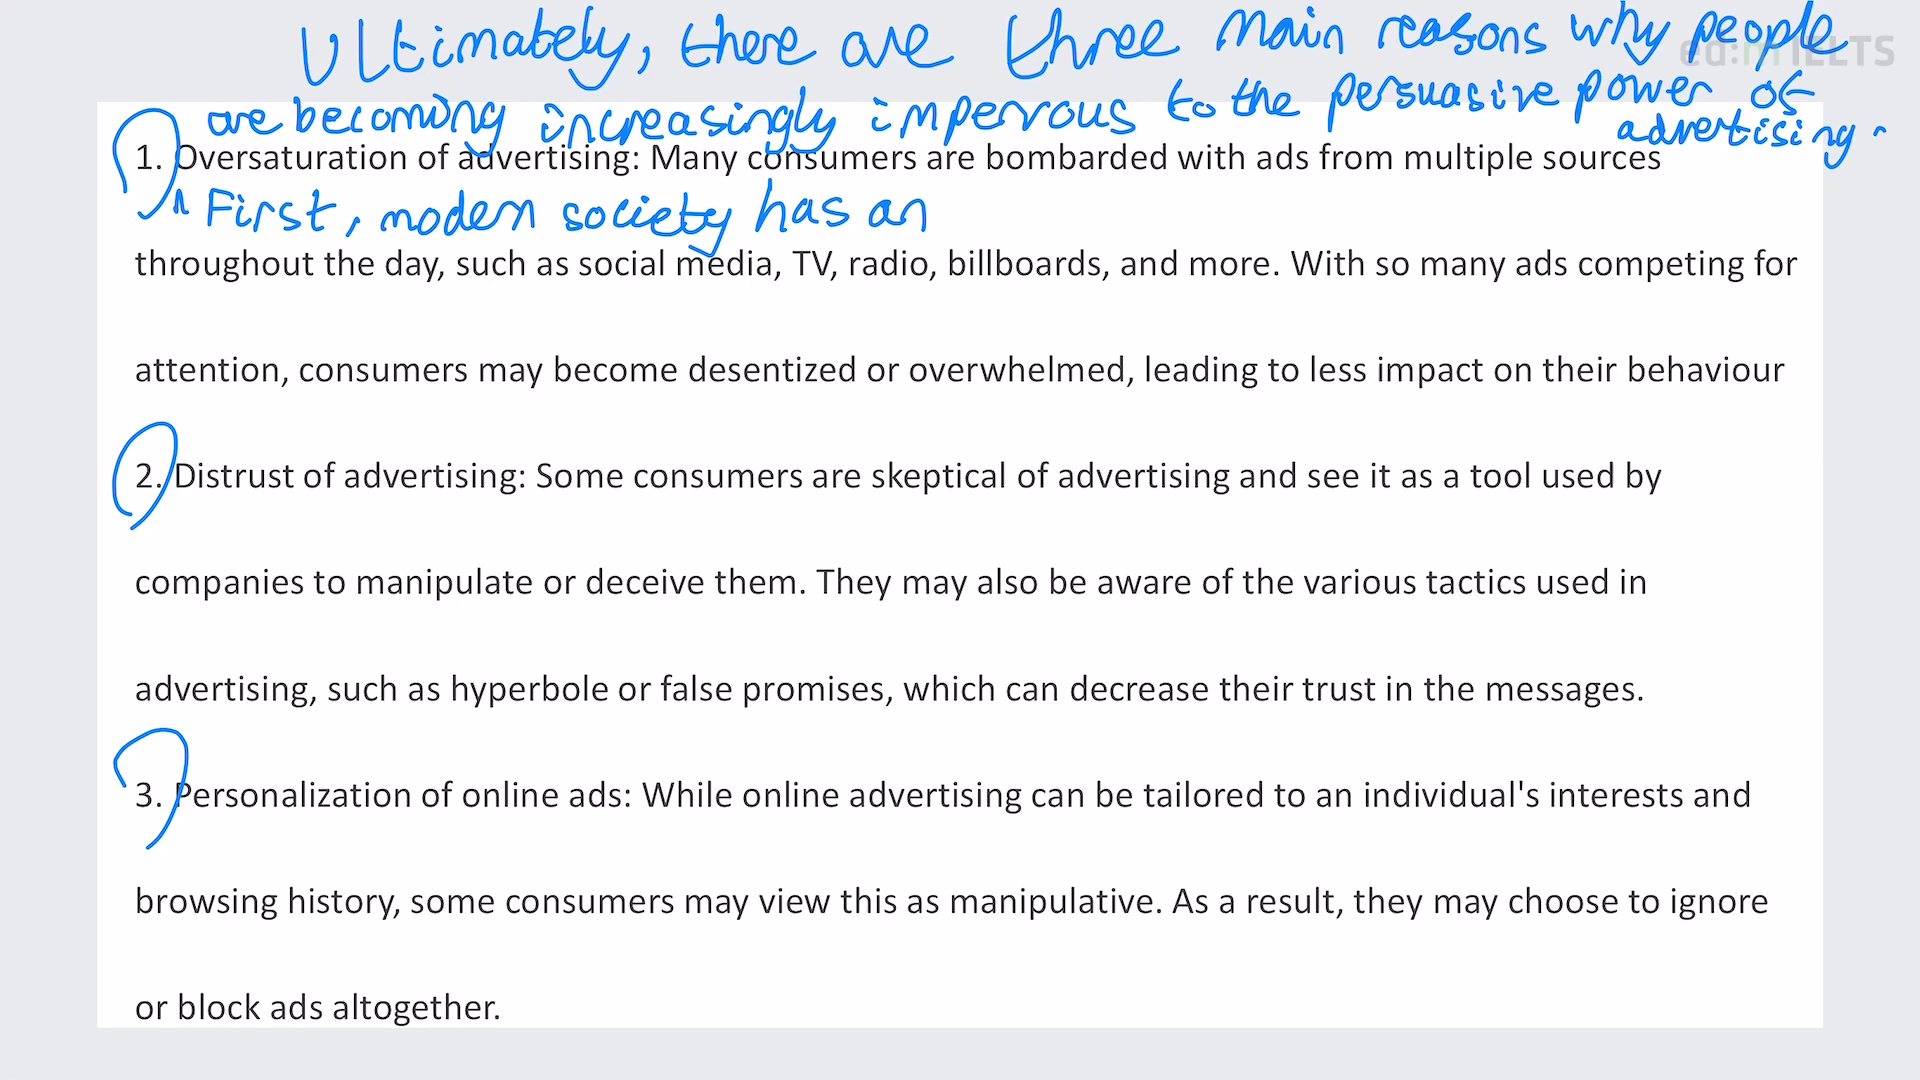 Ultimately, there are three main reasons why people
ea:m IELTS
are becoming increasingly impervous to the persuasive power of
advertising.
1. Oversaturation of advertising: Many consumers are bombarded with ads from multiple sources
First, modern society has an
throughout the day, such as social media, TV, radio, billboards, and more. With so many ads competing for
attention, consumers may become desentized or overwhelmed, leading to less impact on their behaviour
2. Distrust of advertising: Some consumers are skeptical of advertising and see it as a tool used by
companies to manipulate or deceive them. They may also be aware of the various tactics used in
advertising, such as hyperbole or false promises, which can decrease their trust in the messages.
3. Personalization of online ads: While online advertising can be tailored to an individual's interests and
browsing history, some consumers may view this as manipulative. As a result, they may choose to ignore
or block ads altogether.